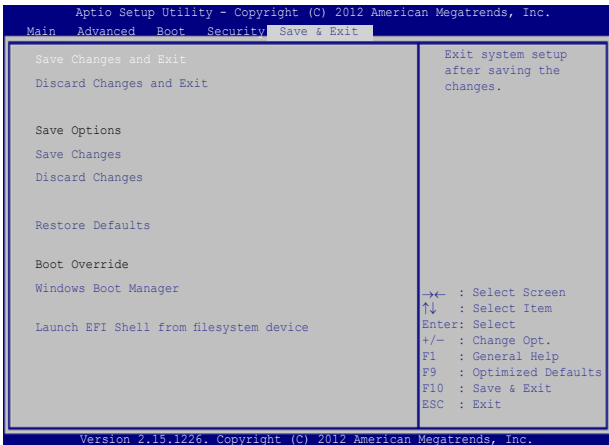 Aptio Setup Utility - Copyright (C) 2012 American Megatrends, Inc.
Main Advanced Boot Security Save & Exit
Save Changes and Exit
Discard Changes and Exit
Save Options
Save Changes
Discard Changes
Restore Defaults
Boot Override
Windows Boot Manager
Launch EFI Shell from filesystem device
Exit system setup
after saving the
changes.
→← : Select Screen
↑↓ : Select Item
Enter: Select
+/— : Change Opt.
F1 : General Help
F9 : Optimized Defaults
F10 : Save & Exit
ESC : Exit
Version 2.15.1226. Copyright (C) 2012 American Megatrends, Inc.